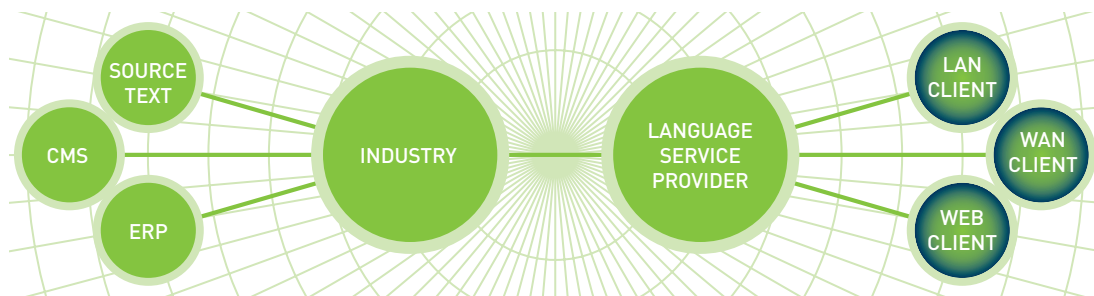 SOURCE
TEXT
CMS
ERP
INDUSTRY
LANGUAGE
SERVICE
PROVIDER
LAN
CLIENT
WAN
CLIENT
WEB
CLIENT